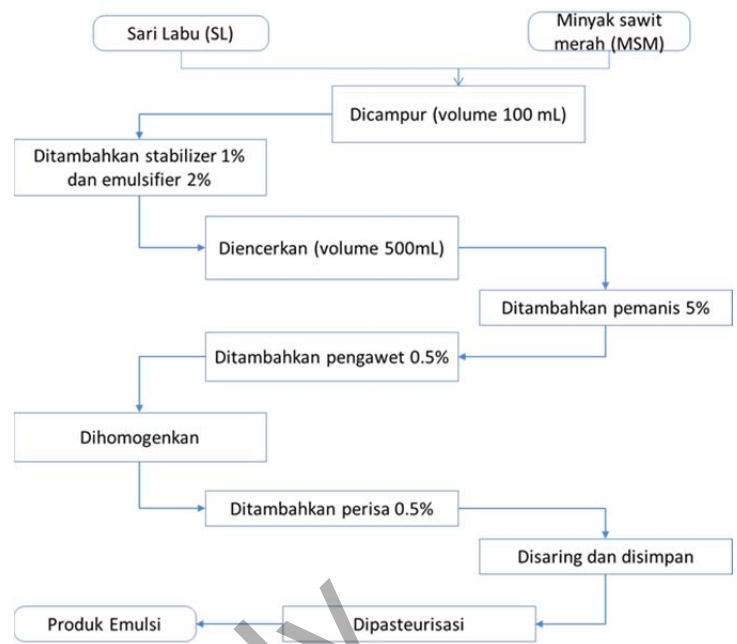 Sari Labu (SL)
Minyak sawit
merah (MSM)
Dicampur (volume 100 mL)
Ditambahkan stabilizer 1%
dan emulsifier 2%
Diencerkan (volume 500mL)
Ditambahkan pemanis 5%
Ditambahkan pengawet 0.5%
Dihomogenkan
Ditambahkan perisa 0.5%
Disaring dan disimpan
Produk Emulsi
Dipasteurisasi